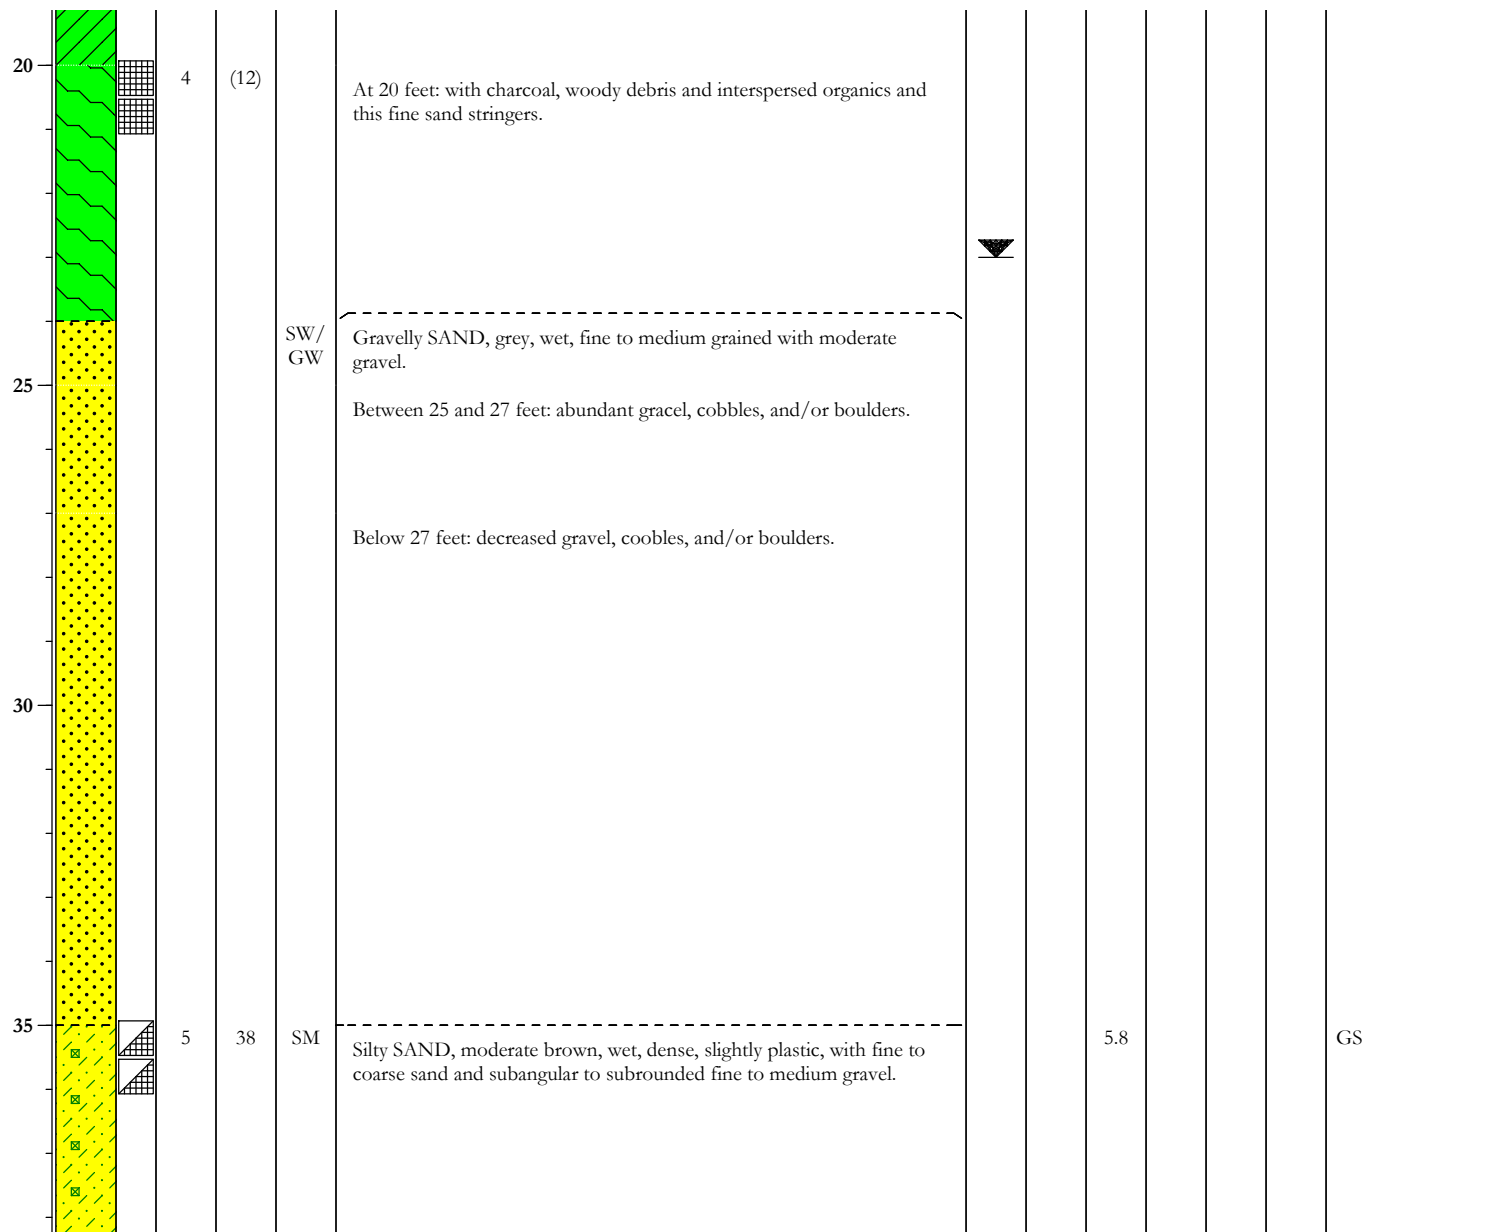 20
4
(12)
At 20 feet: with charcoal, woody debris and interspersed organics and
this fine sand stringers.
SW/
GW
Gravelly SAND, grey, wet, fine to medium grained with moderate
gravel.
25
Between 25 and 27 feet: abundant gracel, cobbles, and/or boulders.
Below 27 feet: decreased gravel, coobles, and/or boulders.
30
35
5
38
SM
5.8
GS
Silty SAND, moderate brown, wet, dense, slightly plastic, with fine to
coarse sand and subangular to subrounded fine to medium gravel.